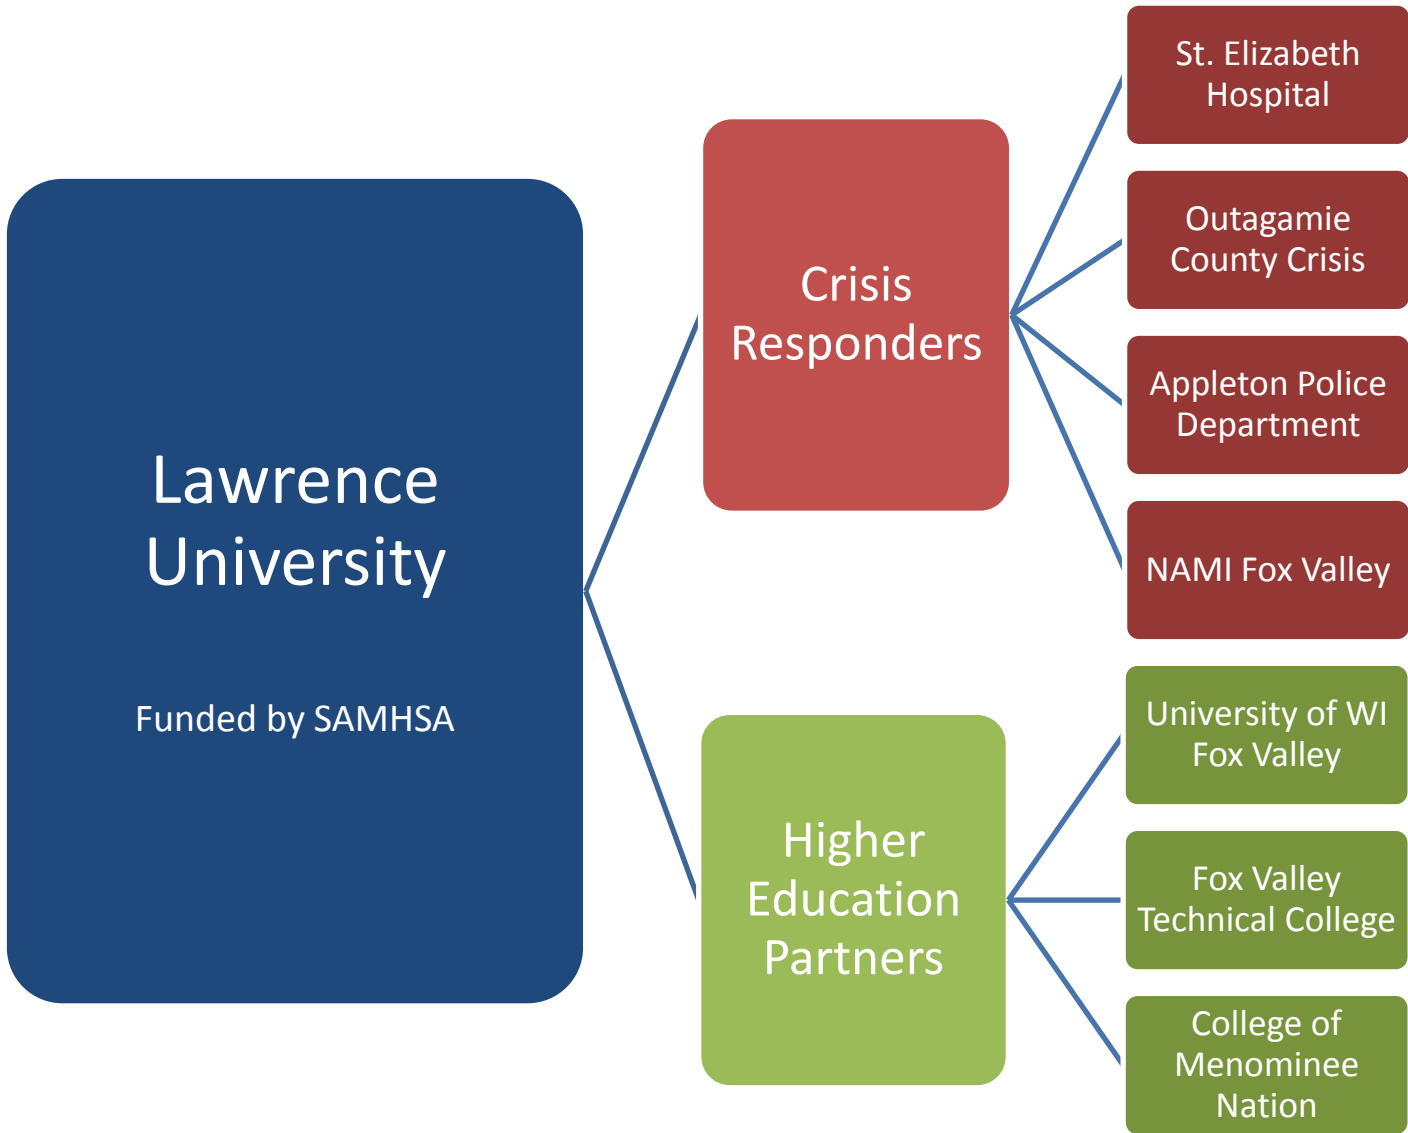 Lawrence
University
Funded by SAMHSA
Crisis
Responders
St. Elizabeth
Hospital
Outagamie
County Crisis
Appleton Police
Department
NAMI Fox Valley
Higher
Education
Partners
University of WI
Fox Valley
Fox Valley
Technical College
College of
Menominee
Nation